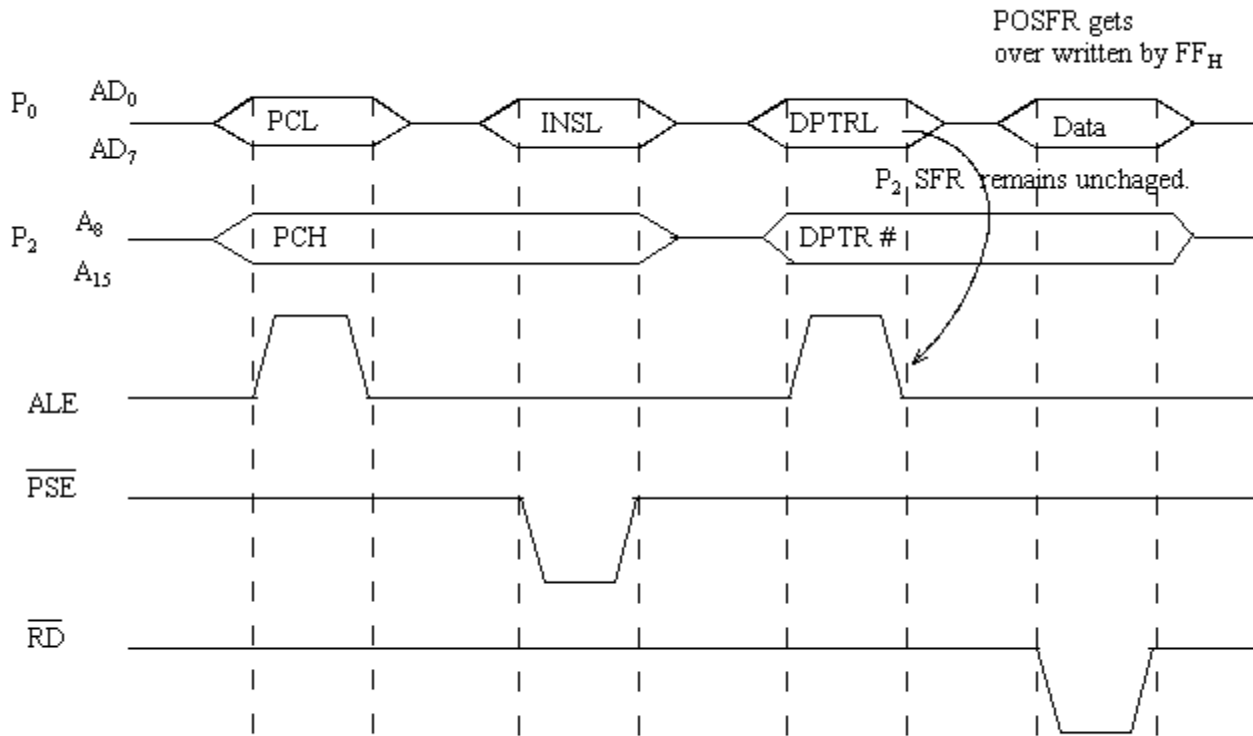 POSFR gets
over written by FFH
P0 AD0
PCL INSL DPTRL Data
AD7
P2 SFR remains unchaged.
P2 A8
PCH DPTR #
A15
ALE
PSE
RD